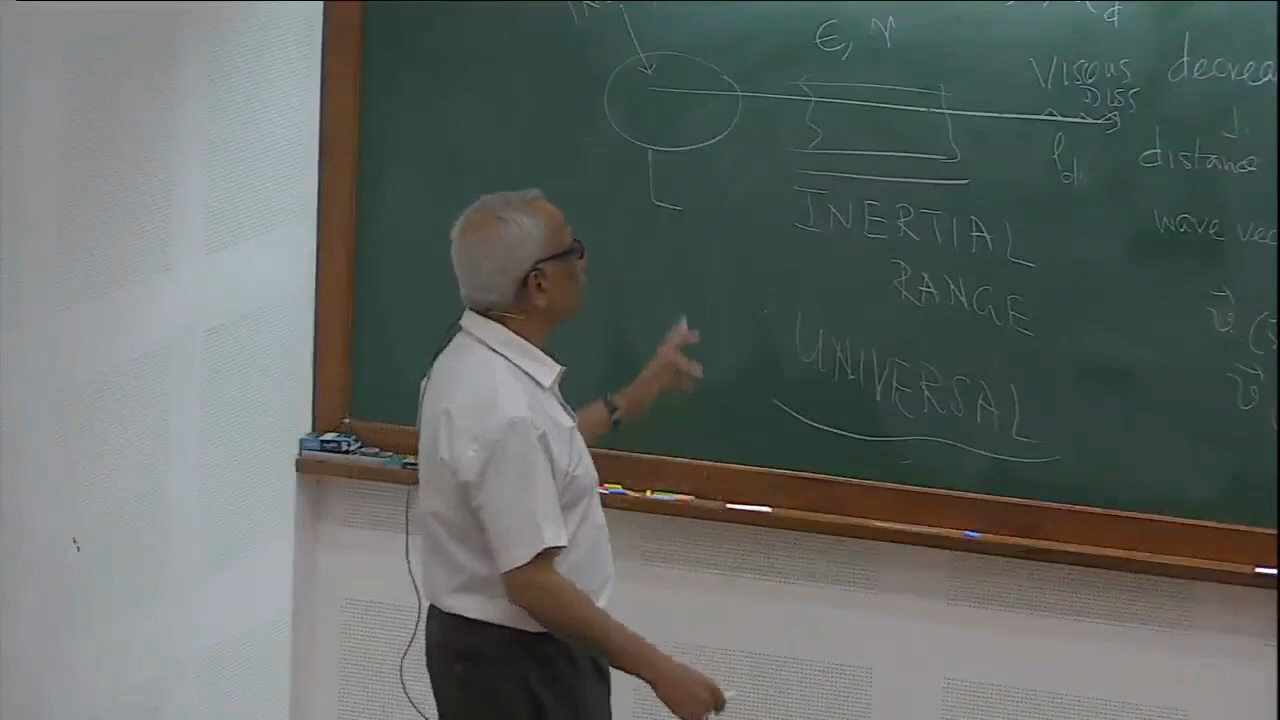 ϵ, r
Viscous decrea
Diss
l_d distance
wave vec
INERTIAL
RANGE
UNIVERSAL
L